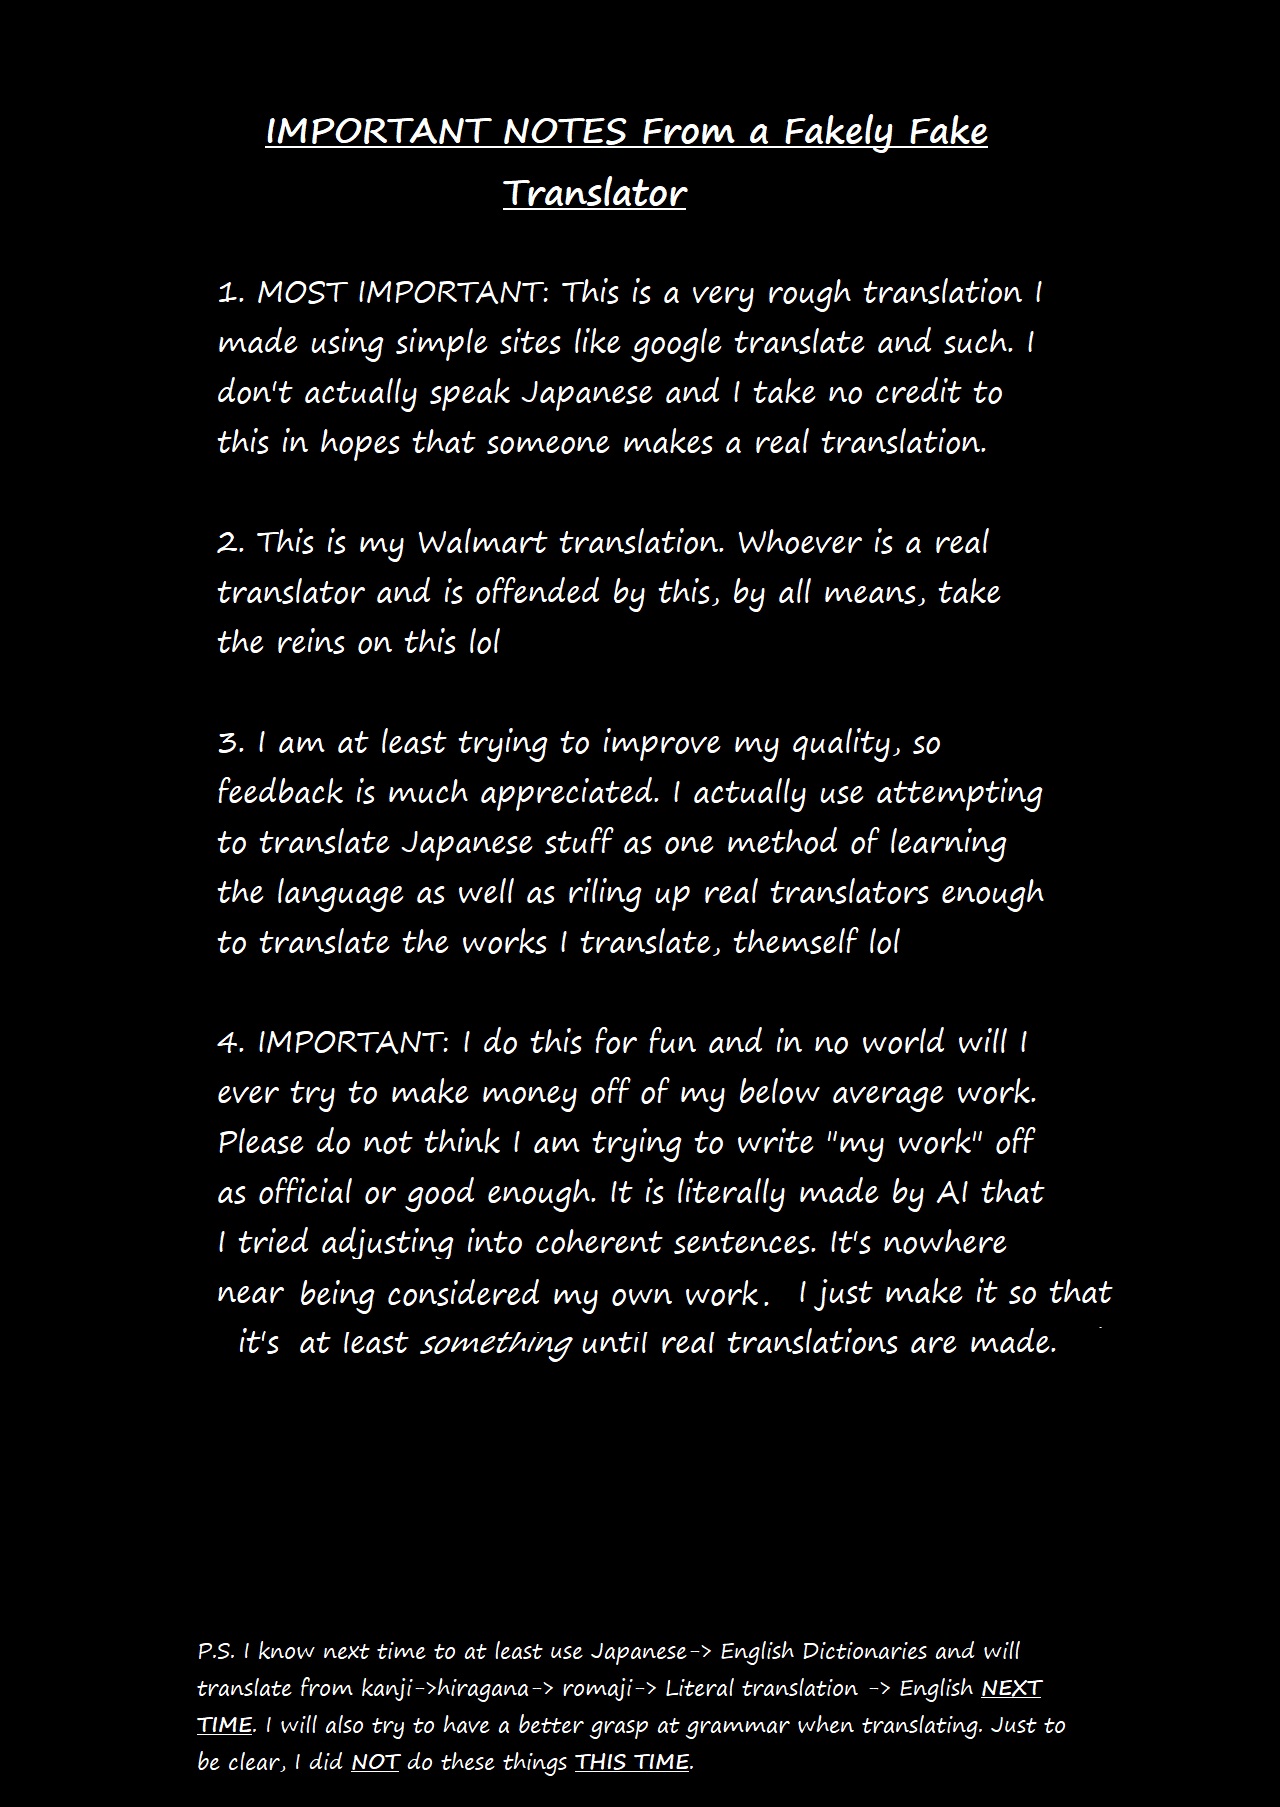 IMPORTANT NOTES From a Fakely Fake
Translator
1. MOST IMPORTANT: This is a very rough translation I
made using simple sites like google translate and such. I
don't actually speak Japanese and I take no credit to
this in hopes that someone makes a real translation.
2. This is my Walmart translation. Whoever is a real
translator and is offended by this, by all means, take
the reins on this lol
3. I am at least trying to improve my quality, so
feedback is much appreciated. I actually use attempting
to translate Japanese stuff as one method of learning
the language as well as riling up real translators enough
to translate the works I translate, themself lol
4. IMPORTANT: I do this for fun and in no world will I
ever try to make money off of my below average work.
Please do not think I am trying to write "my work" off
as official or good enough. It is literally made by AI that
I tried adjusting into coherent sentences. It's nowhere
near being considered my own work. I just make it so that
it's at least something until real translations are made.
P.S. I know next time to at least use Japanese-> English Dictionaries and will
translate from kanji->hiragana-> romaji-> Literal translation -> English NEXT
TIME. I will also try to have a better grasp at grammar when translating. Just to
be clear, I did NOT do these things THIS TIME.